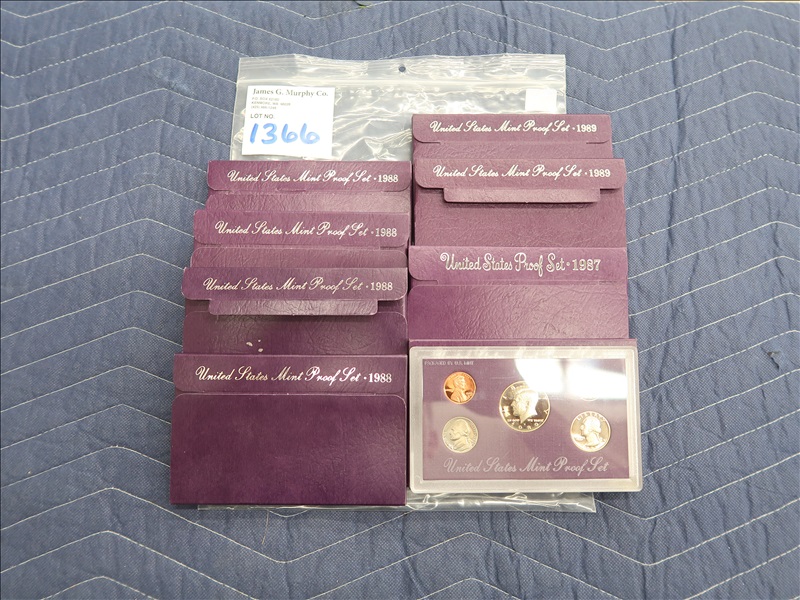 James G. Murphy Co.
LOT NO.
1366
United States Mint Proof Set • 1988
United States Mint Proof Set • 1988
United States Mint Proof Set • 1988
United States Mint Proof Set • 1988
United States Mint Proof Set • 1989
United States Mint Proof Set • 1989
United States Proof Set • 1987
United States Mint Proof Set